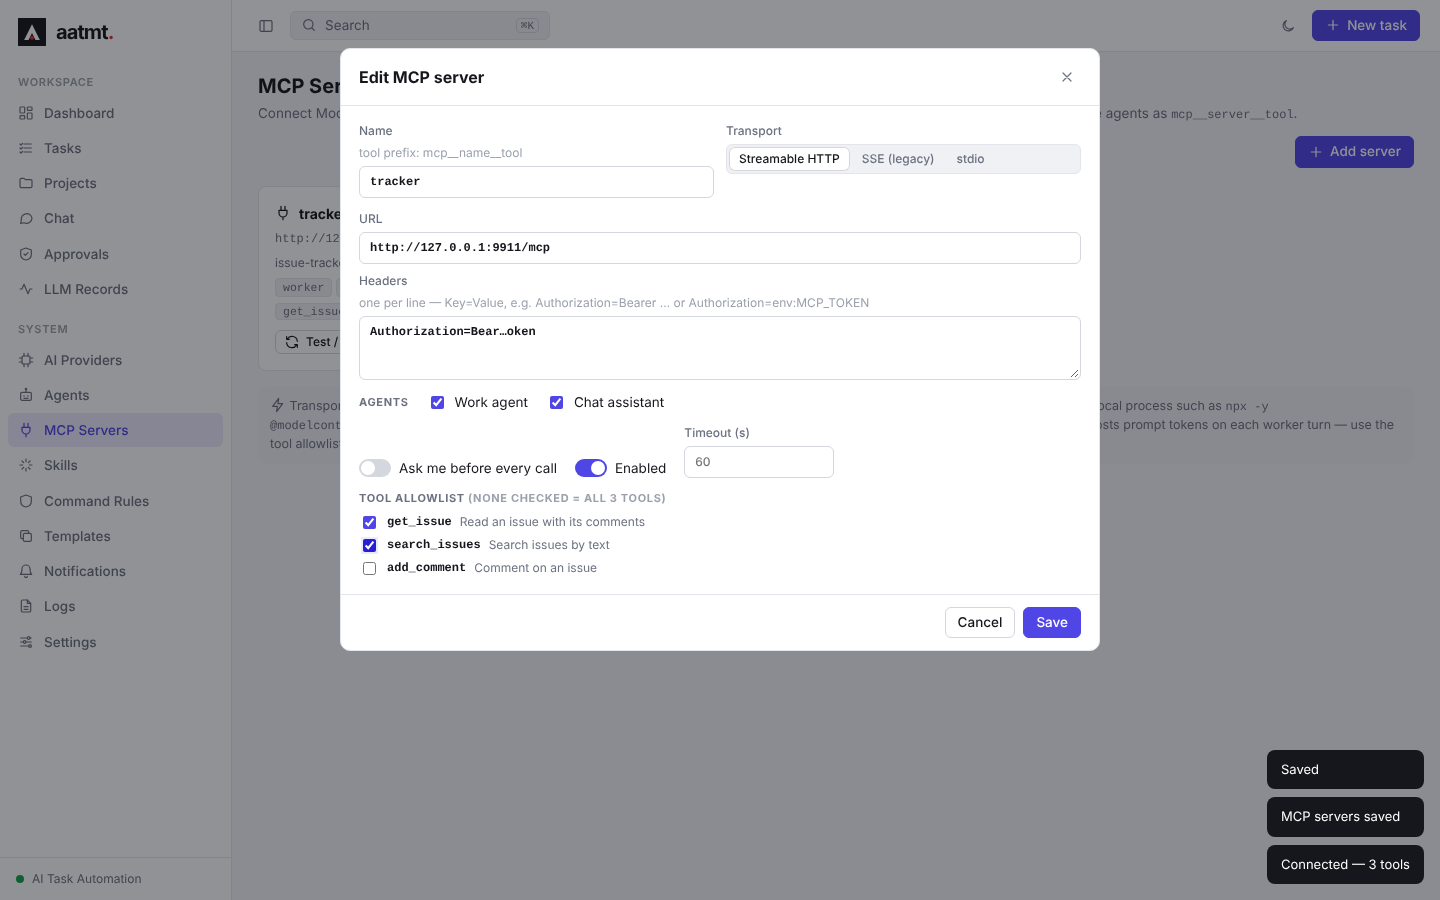 aatmt.
Search
⌘K
New task
WORKSPACE
Dashboard
Tasks
Projects
Chat
Approvals
LLM Records
SYSTEM
AI Providers
Agents
MCP Servers
Skills
Command Rules
Templates
Notifications
Logs
Settings
AI Task Automation
MCP Ser
Connect Mo
agents as mcp__server__tool.
Add server
tracke
http://12
issue-track
worker
get_issu
Test /
Transpor
ocal process such as npx -y
@modelcont
osts prompt tokens on each worker turn — use the
tool allowlis
Edit MCP server
Name
Transport
tool prefix: mcp__name__tool
Streamable HTTP
SSE (legacy)
stdio
tracker
URL
http://127.0.0.1:9911/mcp
Headers
one per line — Key=Value, e.g. Authorization=Bearer … or Authorization=env:MCP_TOKEN
Authorization=Bear…oken
AGENTS
Work agent
Chat assistant
Timeout (s)
Ask me before every call
Enabled
60
TOOL ALLOWLIST (NONE CHECKED = ALL 3 TOOLS)
get_issue Read an issue with its comments
search_issues Search issues by text
add_comment Comment on an issue
Cancel
Save
Saved
MCP servers saved
Connected — 3 tools